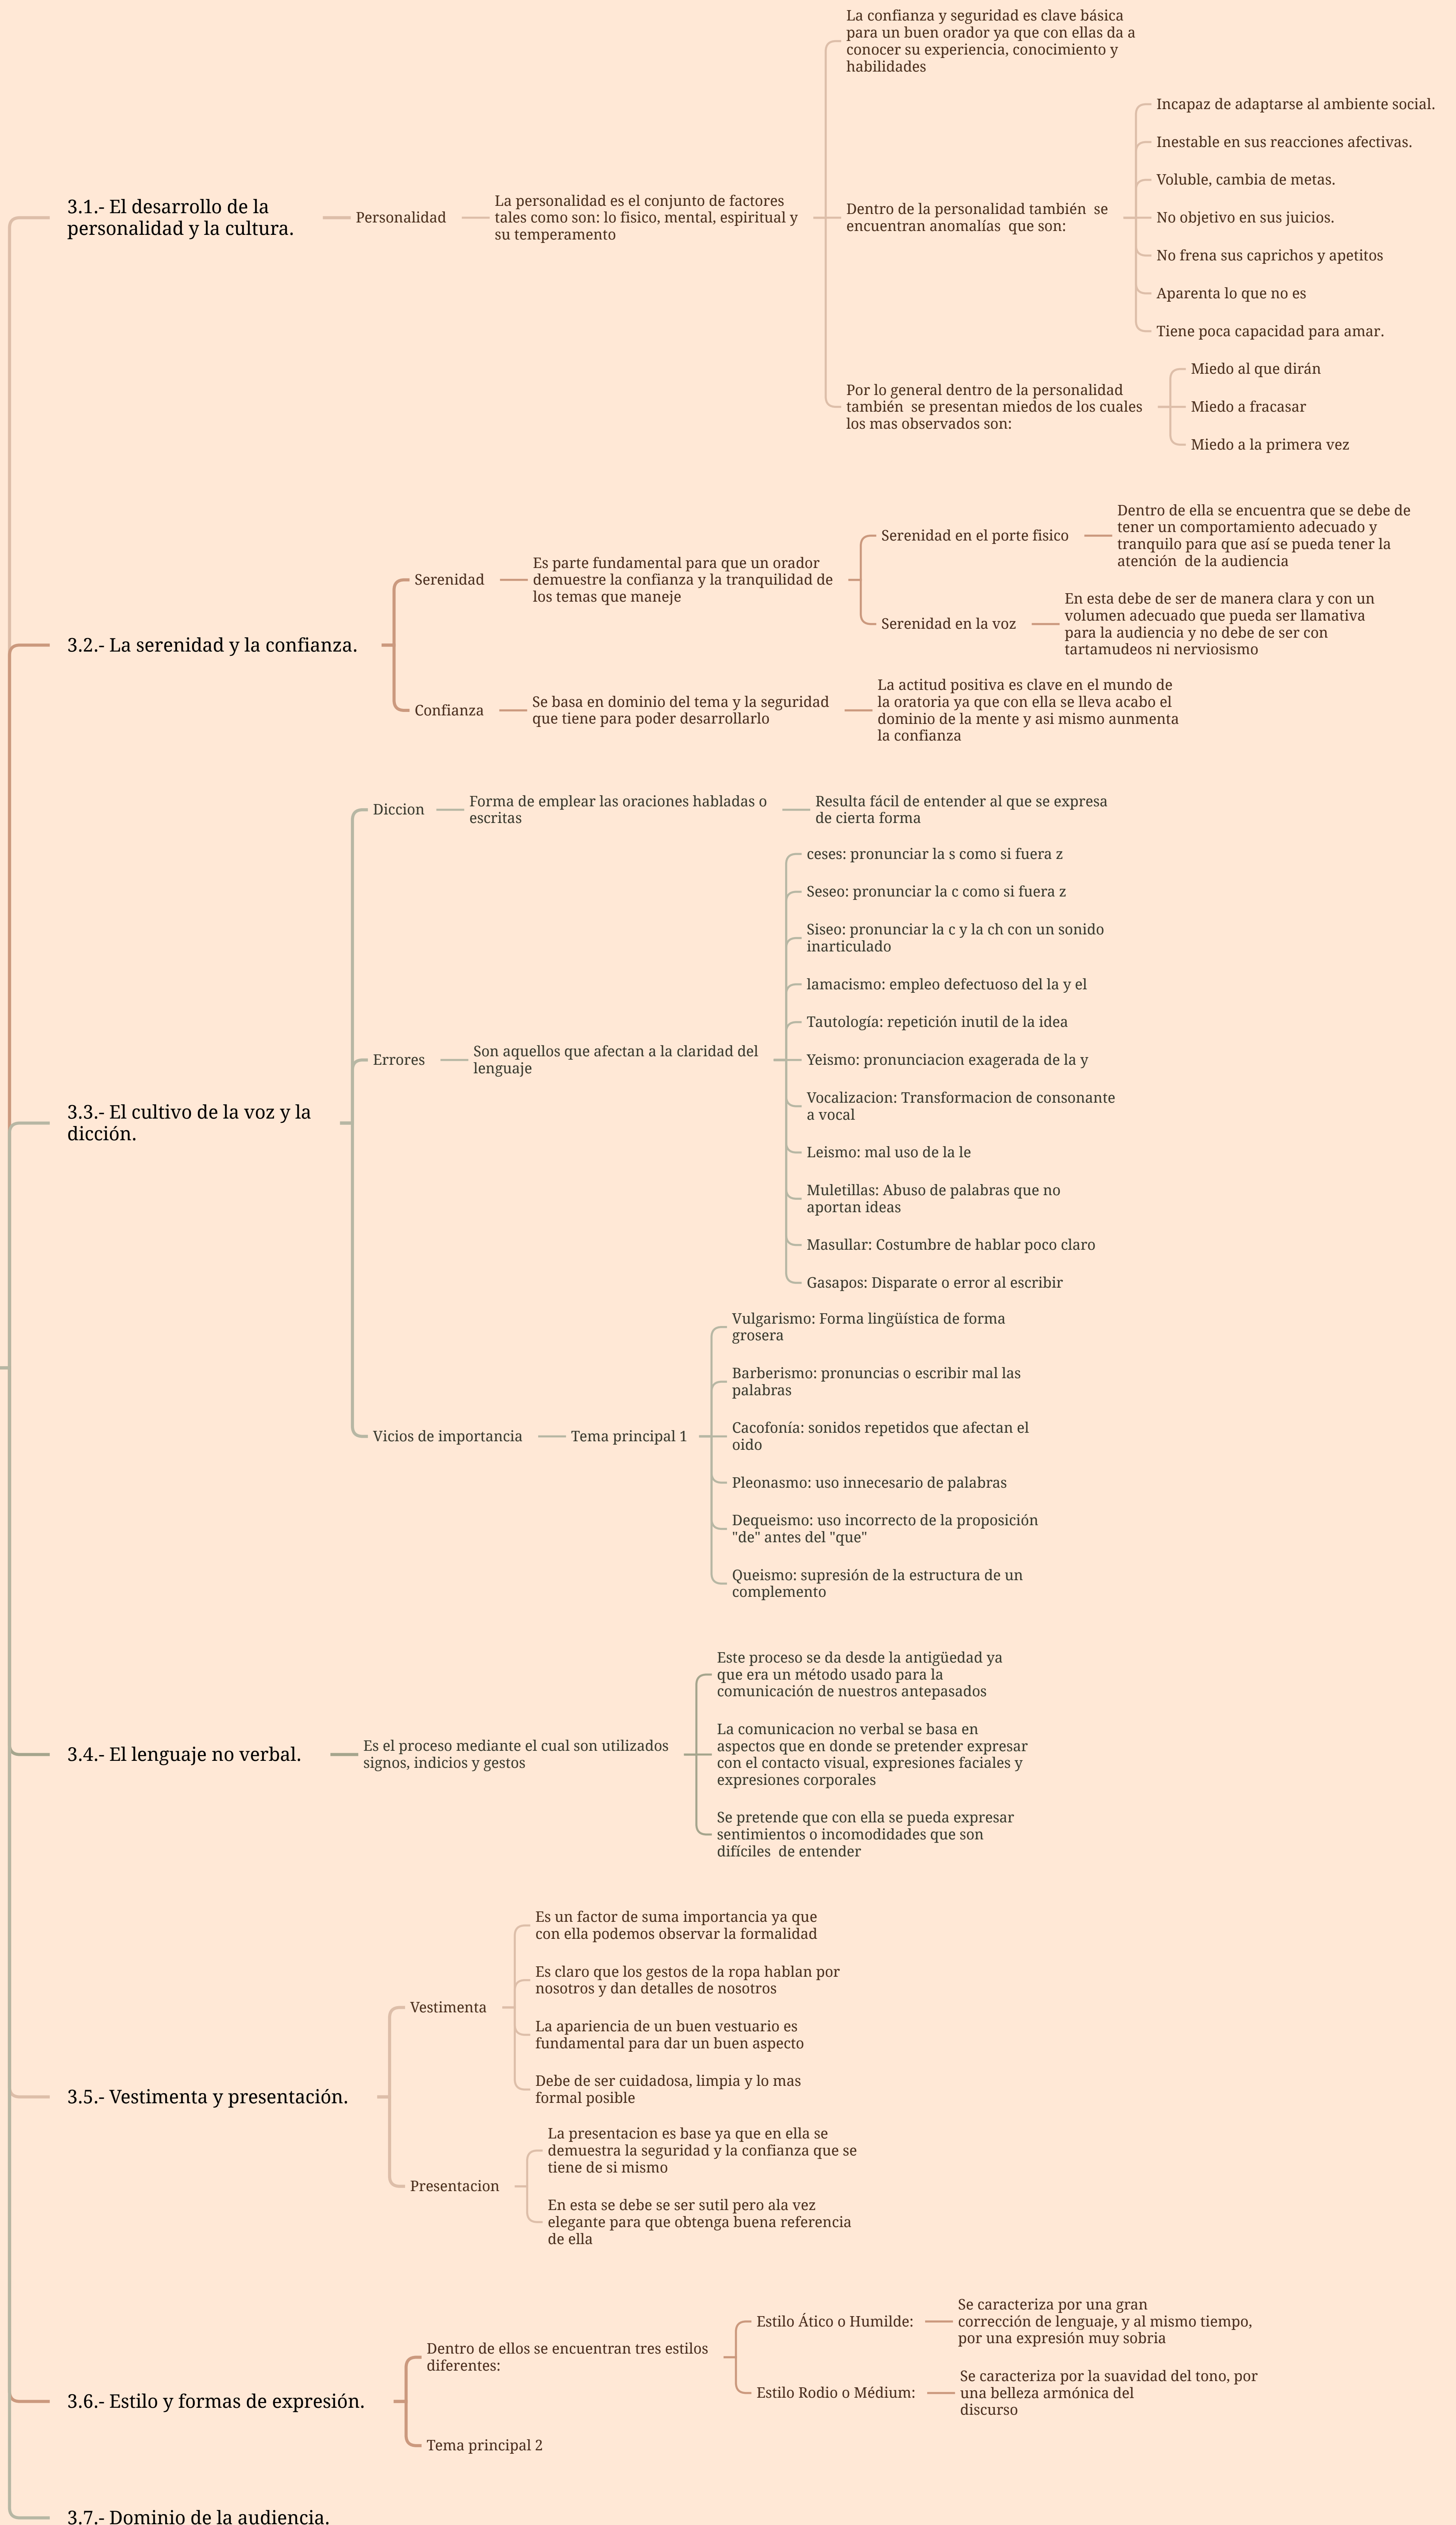 La confianza y seguridad es clave básica
para un buen orador ya que con ellas da a
conocer su experiencia, conocimiento y
habilidades
Incapaz de adaptarse al ambiente social.
Inestable en sus reacciones afectivas.
Voluble, cambia de metas.
3.1.- El desarrollo de la
personalidad y la cultura.
Personalidad
La personalidad es el conjunto de factores
tales como son: lo fisico, mental, espiritual y
su temperamento
Dentro de la personalidad también  se
encuentran anomalías  que son:
No objetivo en sus juicios.
No frena sus caprichos y apetitos
Aparenta lo que no es
Tiene poca capacidad para amar.
Por lo general dentro de la personalidad
también  se presentan miedos de los cuales
los mas observados son:
Miedo al que dirán
Miedo a fracasar
Miedo a la primera vez
3.2.- La serenidad y la confianza.
Serenidad
Es parte fundamental para que un orador
demuestre la confianza y la tranquilidad de
los temas que maneje
Serenidad en el porte fisico
Dentro de ella se encuentra que se debe de
tener un comportamiento adecuado y
tranquilo para que así se pueda tener la
atención  de la audiencia
Serenidad en la voz
En esta debe de ser de manera clara y con un
volumen adecuado que pueda ser llamativa
para la audiencia y no debe de ser con
tartamudeos ni nerviosismo
Confianza
Se basa en dominio del tema y la seguridad
que tiene para poder desarrollarlo
La actitud positiva es clave en el mundo de
la oratoria ya que con ella se lleva acabo el
dominio de la mente y asi mismo aunmenta
la confianza
3.3.- El cultivo de la voz y la
dicción.
Diccion
Forma de emplear las oraciones habladas o
escritas
Resulta fácil de entender al que se expresa
de cierta forma
Errores
Son aquellos que afectan a la claridad del
lenguaje
ceses: pronunciar la s como si fuera z
Seseo: pronunciar la c como si fuera z
Siseo: pronunciar la c y la ch con un sonido
inarticulado
lamacismo: empleo defectuoso del la y el
Tautología: repetición inutil de la idea
Yeismo: pronunciacion exagerada de la y
Vocalizacion: Transformacion de consonante
a vocal
Leismo: mal uso de la le
Muletillas: Abuso de palabras que no
aportan ideas
Masullar: Costumbre de hablar poco claro
Gasapos: Disparate o error al escribir
Vicios de importancia
Tema principal 1
Vulgarismo: Forma lingüística de forma
grosera
Barberismo: pronuncias o escribir mal las
palabras
Cacofonía: sonidos repetidos que afectan el
oido
Pleonasmo: uso innecesario de palabras
Dequeismo: uso incorrecto de la proposición
"de" antes del "que"
Queismo: supresión de la estructura de un
complemento
3.4.- El lenguaje no verbal.
Es el proceso mediante el cual son utilizados
signos, indicios y gestos
Este proceso se da desde la antigüedad ya
que era un método usado para la
comunicación de nuestros antepasados
La comunicacion no verbal se basa en
aspectos que en donde se pretender expresar
con el contacto visual, expresiones faciales y
expresiones corporales
Se pretende que con ella se pueda expresar
sentimientos o incomodidades que son
difíciles  de entender
3.5.- Vestimenta y presentación.
Vestimenta
Es un factor de suma importancia ya que
con ella podemos observar la formalidad
Es claro que los gestos de la ropa hablan por
nosotros y dan detalles de nosotros
La apariencia de un buen vestuario es
fundamental para dar un buen aspecto
Debe de ser cuidadosa, limpia y lo mas
formal posible
Presentacion
La presentacion es base ya que en ella se
demuestra la seguridad y la confianza que se
tiene de si mismo
En esta se debe se ser sutil pero ala vez
elegante para que obtenga buena referencia
de ella
3.6.- Estilo y formas de expresión.
Dentro de ellos se encuentran tres estilos
diferentes:
Estilo Ático o Humilde:
Se caracteriza por una gran
corrección de lenguaje, y al mismo tiempo,
por una expresión muy sobria
Estilo Rodio o Médium:
Se caracteriza por la suavidad del tono, por
una belleza armónica del
discurso
Tema principal 2
3.7.- Dominio de la audiencia.